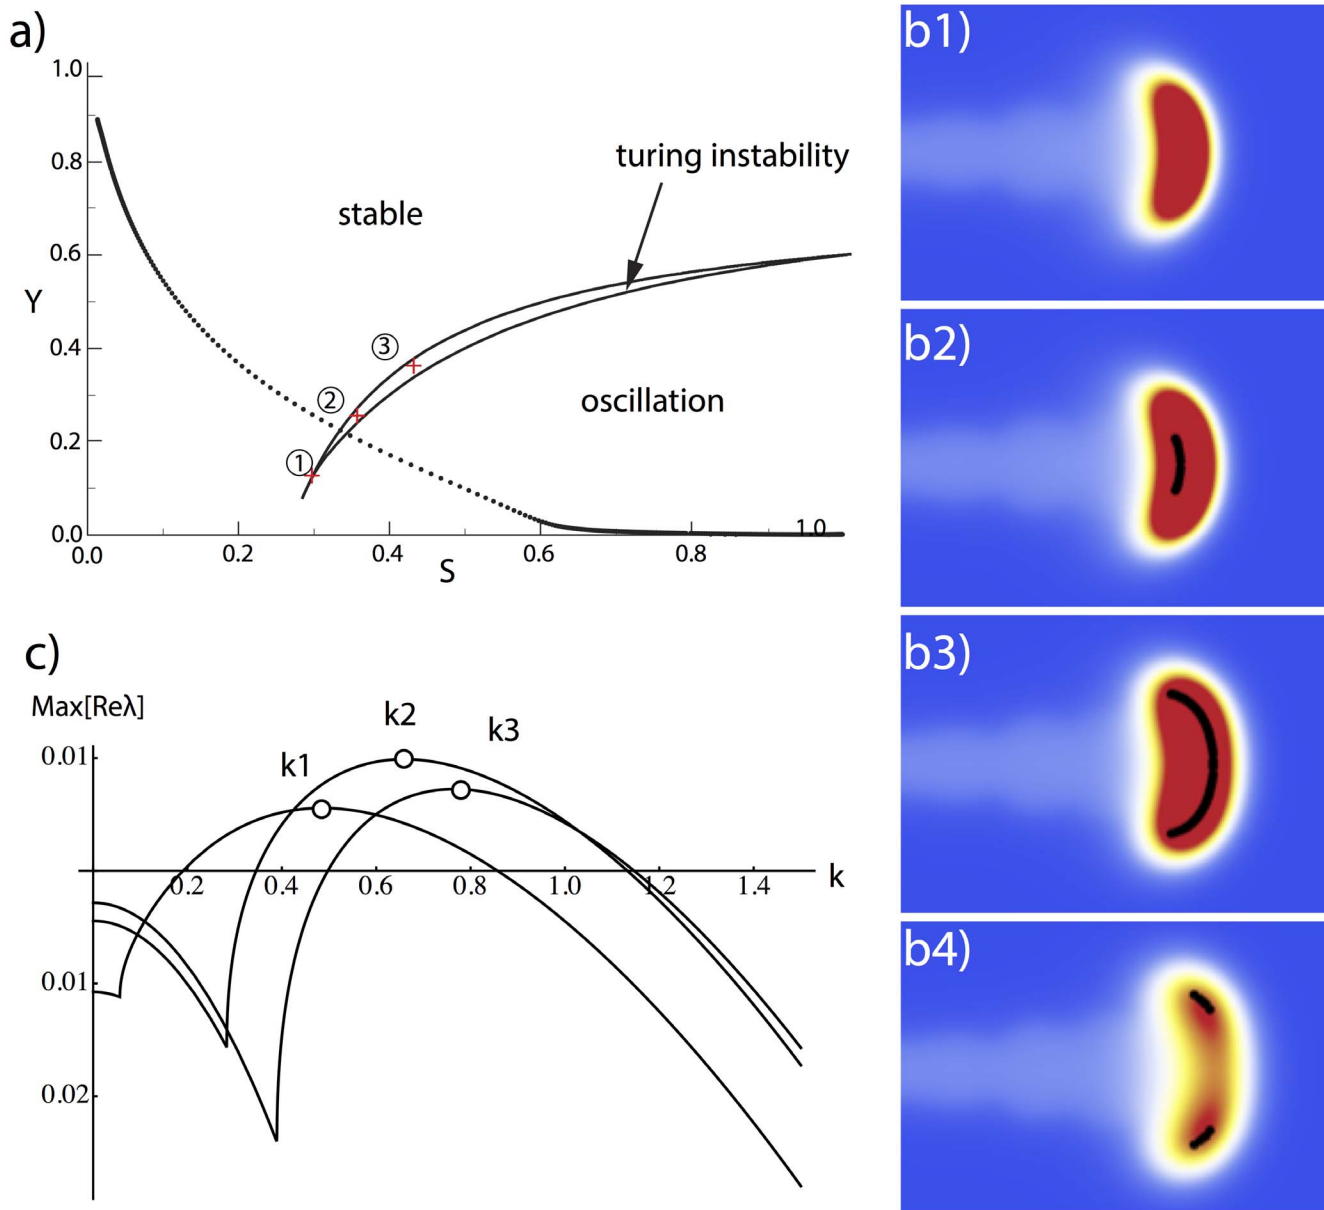 a)
1.0
0.8
0.6
0.4
0.2
0.0
Y
stable
turing instability
oscillation
③
②
①
1.0
0.0
0.2
0.4
0.6
0.8
S
b1)
b2)
b3)
b4)
c)
Max[Reλ]
0.01
0.01
0.02
k1
k2
k3
0.2
0.4
0.6
0.8
1.0
1.2
1.4
k